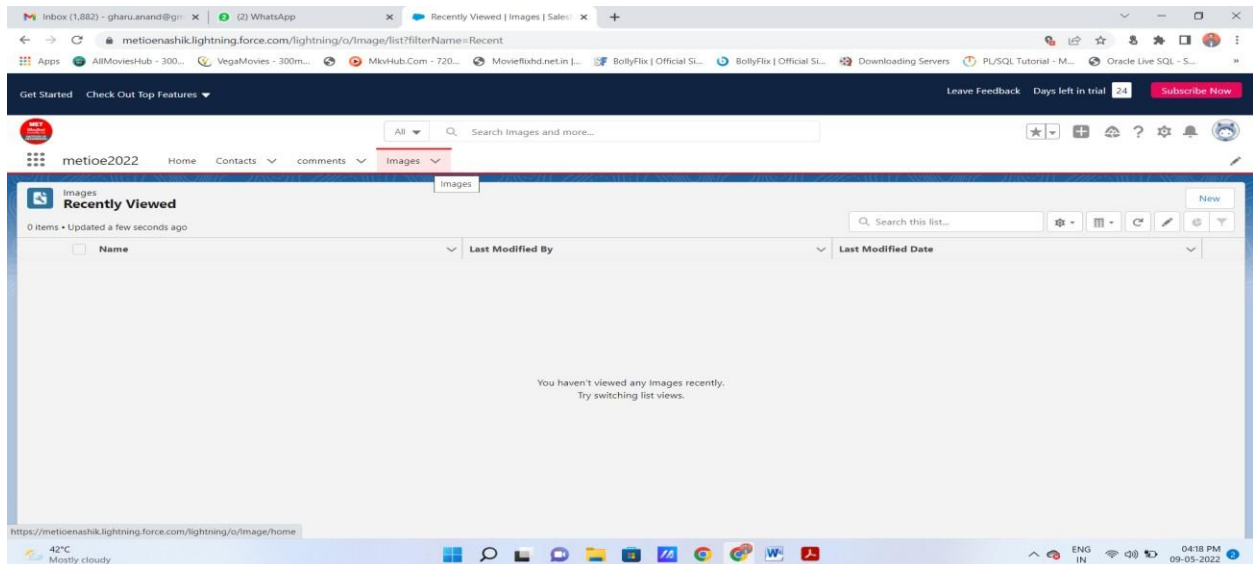 Inbox (1,882) - gharu.anand@gm
(2) WhatsApp
Recently Viewed | Images | Sales
metioenashik.lightning.force.com/lightning/o/Image/list?filterName=Recent
Apps AllMoviesHub - 300... VegaMovies - 300m... MkvHub.Com - 720... Movieflixhd.net.in |... BollyFlix | Official Si... BollyFlix | Official Si... Downloading Servers PL/SQL Tutorial - M... Oracle Live SQL - S... »
Get Started Check Out Top Features Leave Feedback Days left in trial 24 Subscribe Now
MET
All Search Images and more...
metioe2022 Home Contacts comments Images
Images
Images
Recently Viewed
New
0 items • Updated a few seconds ago
Search this list...
Name Last Modified By Last Modified Date
You haven't viewed any Images recently.
Try switching list views.
https://metioenashik.lightning.force.com/lightning/o/Image/home
42°C
Mostly cloudy
ENG
IN
04:18 PM
09-05-2022
2